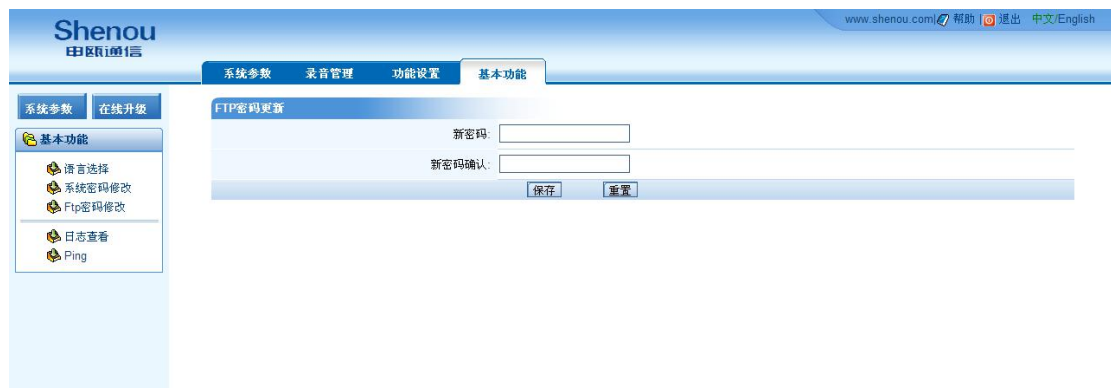 www.shenou.com|帮助|退出 中文/English
Shenou
申瓯通信
系统参数 录音管理 功能设置 基本功能
系统参数 在线升级
基本功能
语言选择
系统密码修改
Ftp密码修改
日志查看
Ping
FTP密码更新
新密码:
新密码确认:
保存 重置